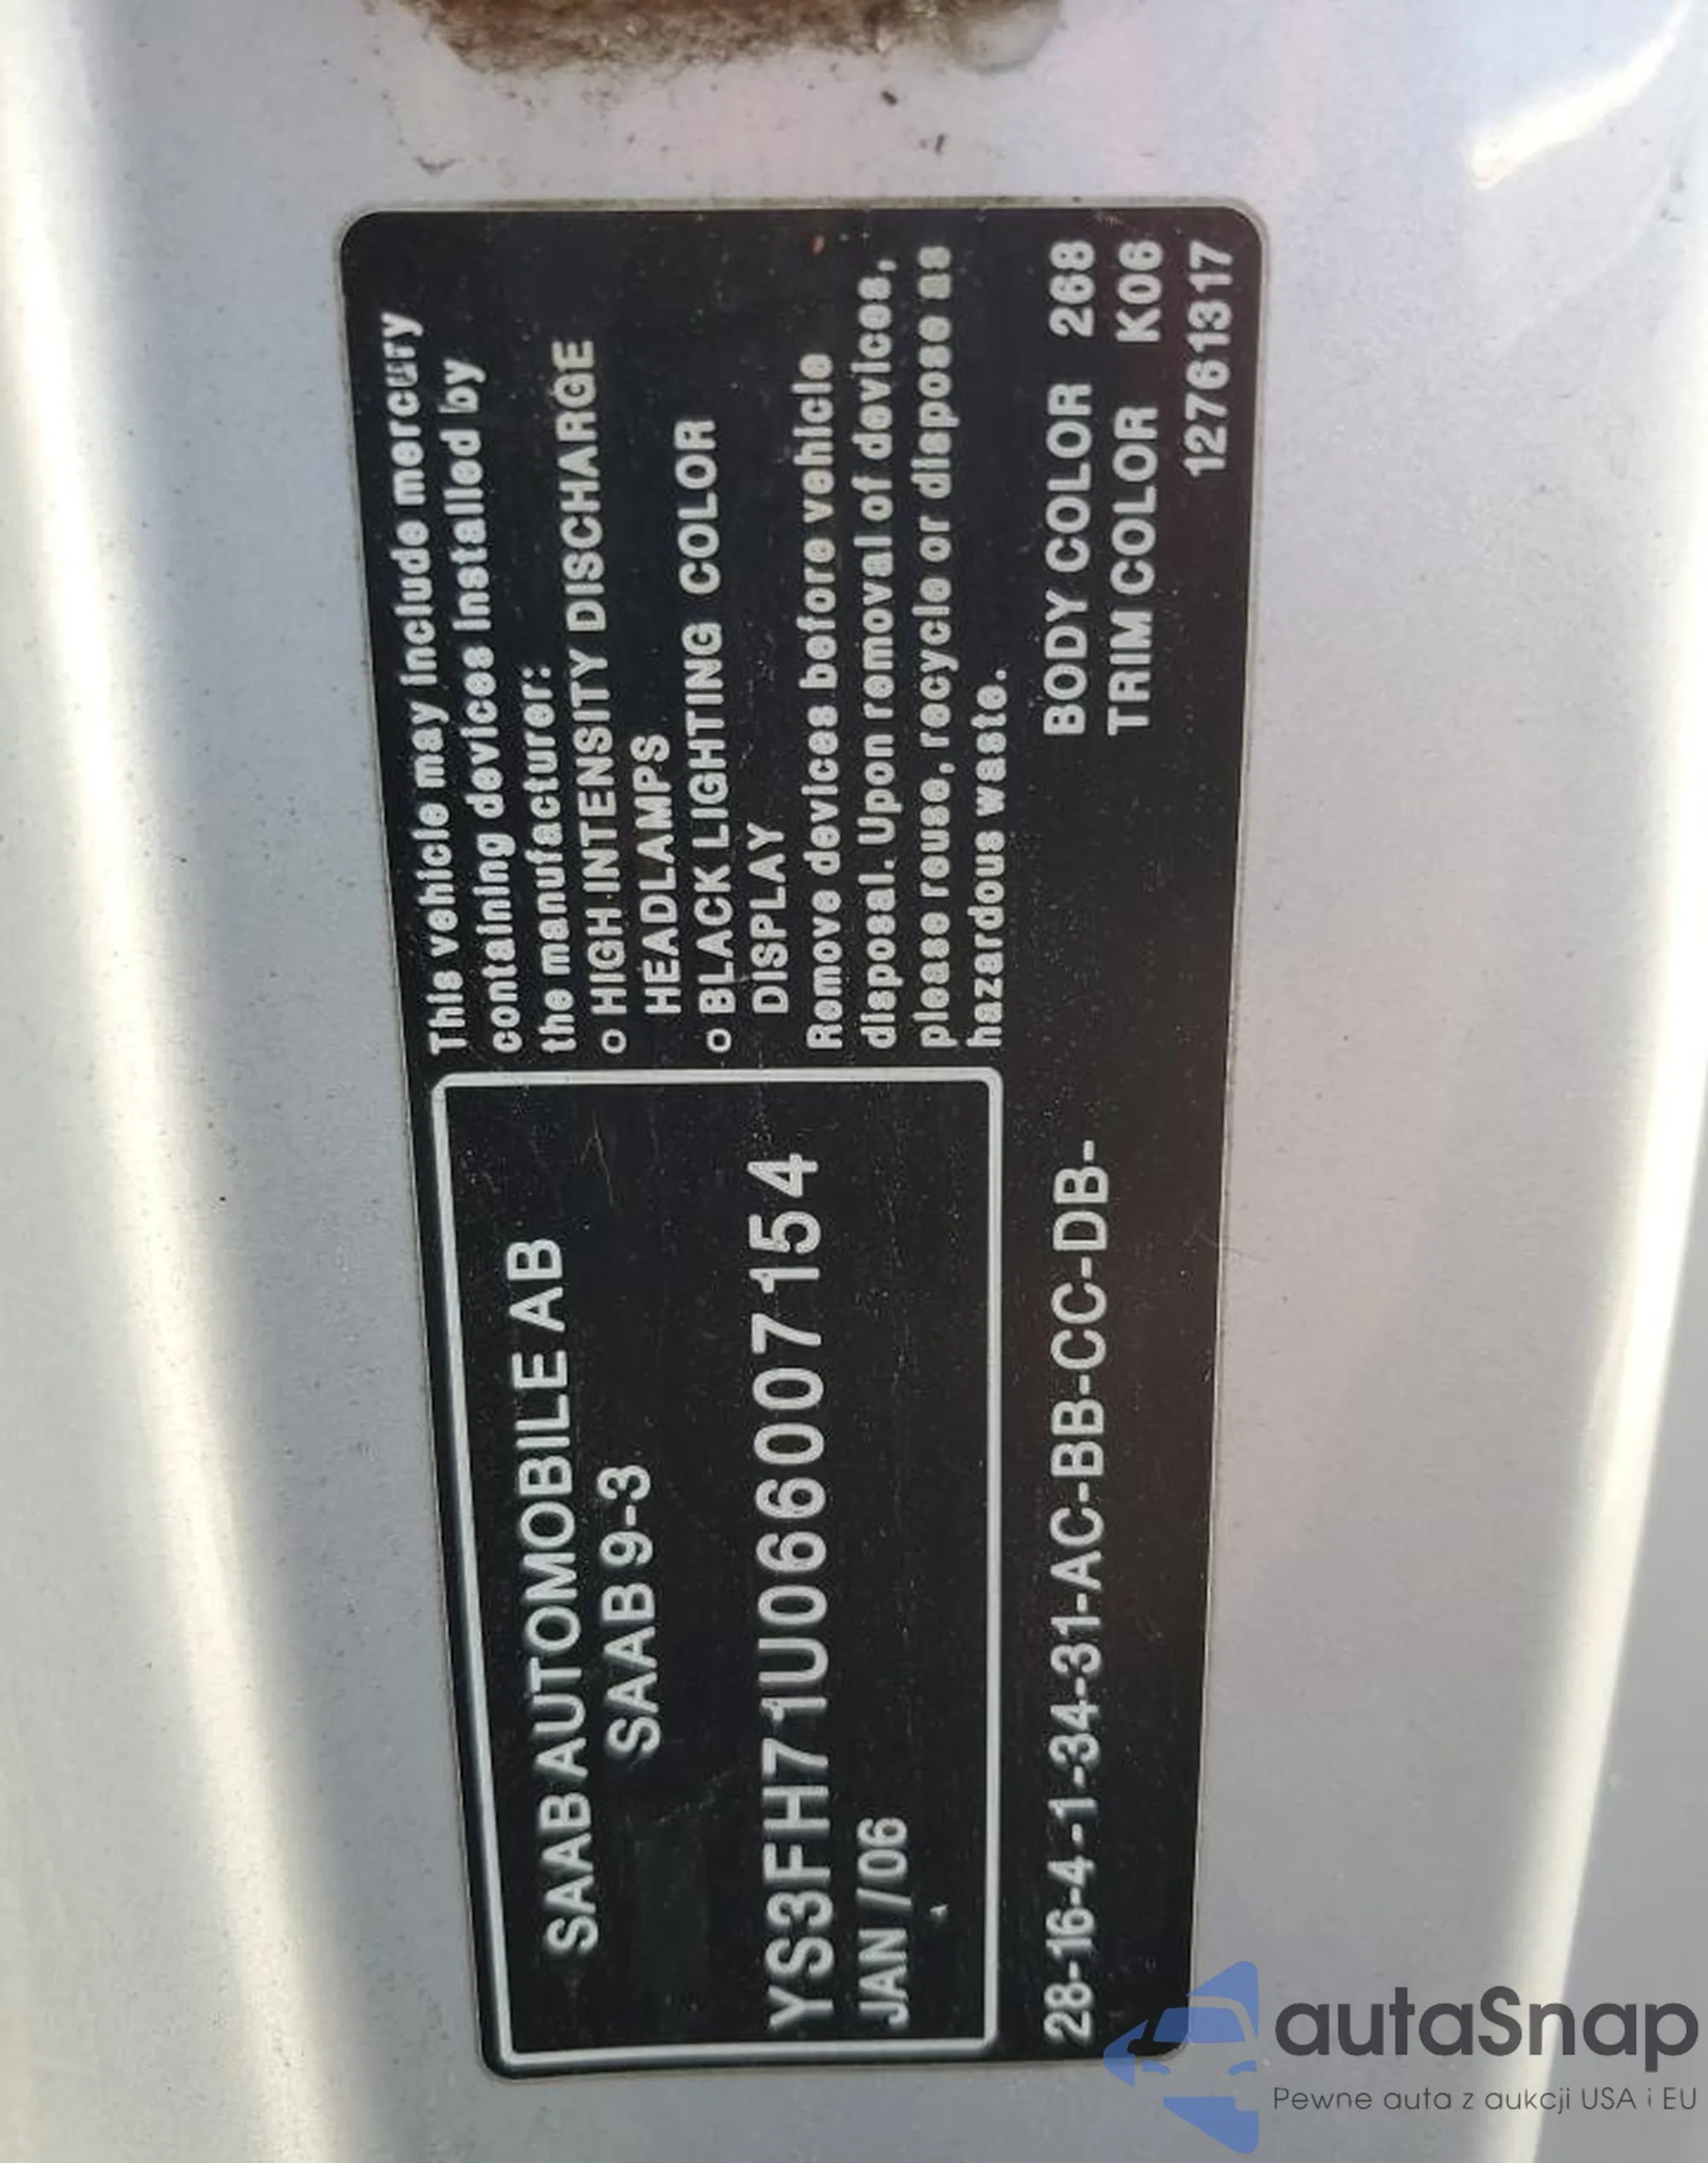 SAAB AUTOMOBILE AB
SAAB 9-3
YS3FH71U066007154
JAN /06
This vehicle may include mercury
containing devices installed by
the manufacturer:
o HIGH INTENSITY DISCHARGE
HEADLAMPS
o BLACK LIGHTING COLOR
DISPLAY
Remove devices before vehicle
disposal. Upon removal of devices,
please reuse, recycle or dispose as
hazardous waste.
28-16-4-1-34-31-AC-BB-CC-DB-
BODY COLOR 268
TRIM COLOR K06
12761317
autaSnap
Pewne auta z aukcji USA i EU